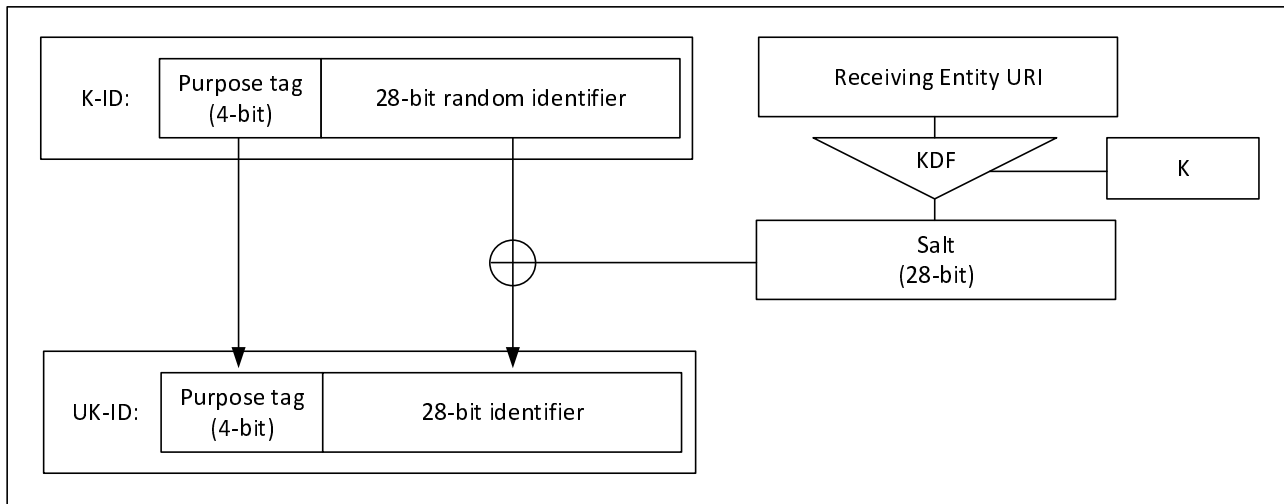 K-ID:
Purpose tag
(4-bit)
28-bit random identifier
Receiving Entity URI
KDF
K
Salt
(28-bit)
UK-ID:
Purpose tag
(4-bit)
28-bit identifier